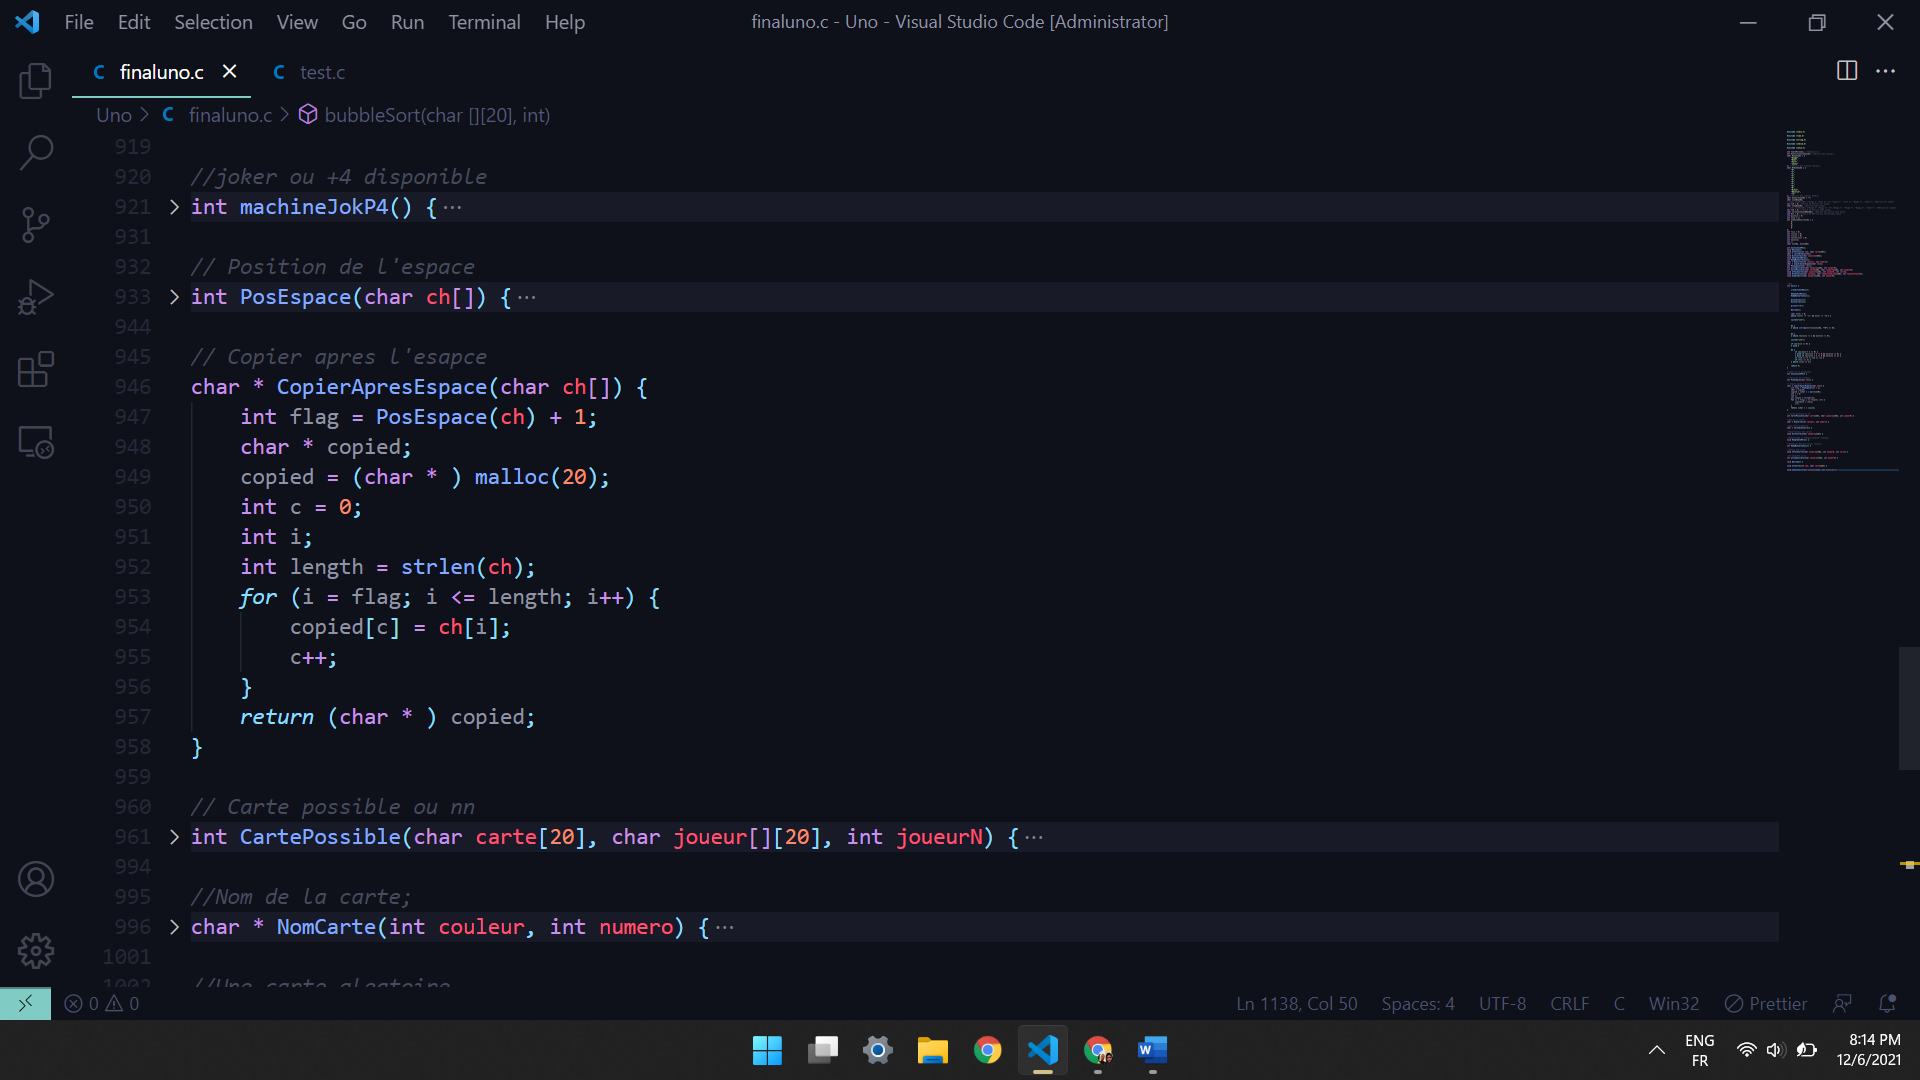 File Edit Selection View Go Run Terminal Help finaluno.c - Uno - Visual Studio Code [Administrator]
C finaluno.c C test.c
Uno > C finaluno.c > bubbleSort(char [][20], int)
919
920 //joker ou +4 disponible
921 int machineJokP4() {···
931
932 // Position de l'espace
933 int PosEspace(char ch[]) {···
944
945 // Copier apres l'esapce
946 char * CopierApresEspace(char ch[]) {
947 int flag = PosEspace(ch) + 1;
948 char * copied;
949 copied = (char * ) malloc(20);
950 int c = 0;
951 int i;
952 int length = strlen(ch);
953 for (i = flag; i <= length; i++) {
954 copied[c] = ch[i];
955 c++;
956 }
957 return (char * ) copied;
958 }
959
960 // Carte possible ou nn
961 int CartePossible(char carte[20], char joueur[][20], int joueurN) {···
994
995 //Nom de la carte;
996 char * NomCarte(int couleur, int numero) {···
1001
1002 //Une carte aleatoire
0 0 Ln 1138, Col 50 Spaces: 4 UTF-8 CRLF C Win32 Prettier
ENG
FR
8:14 PM
12/6/2021